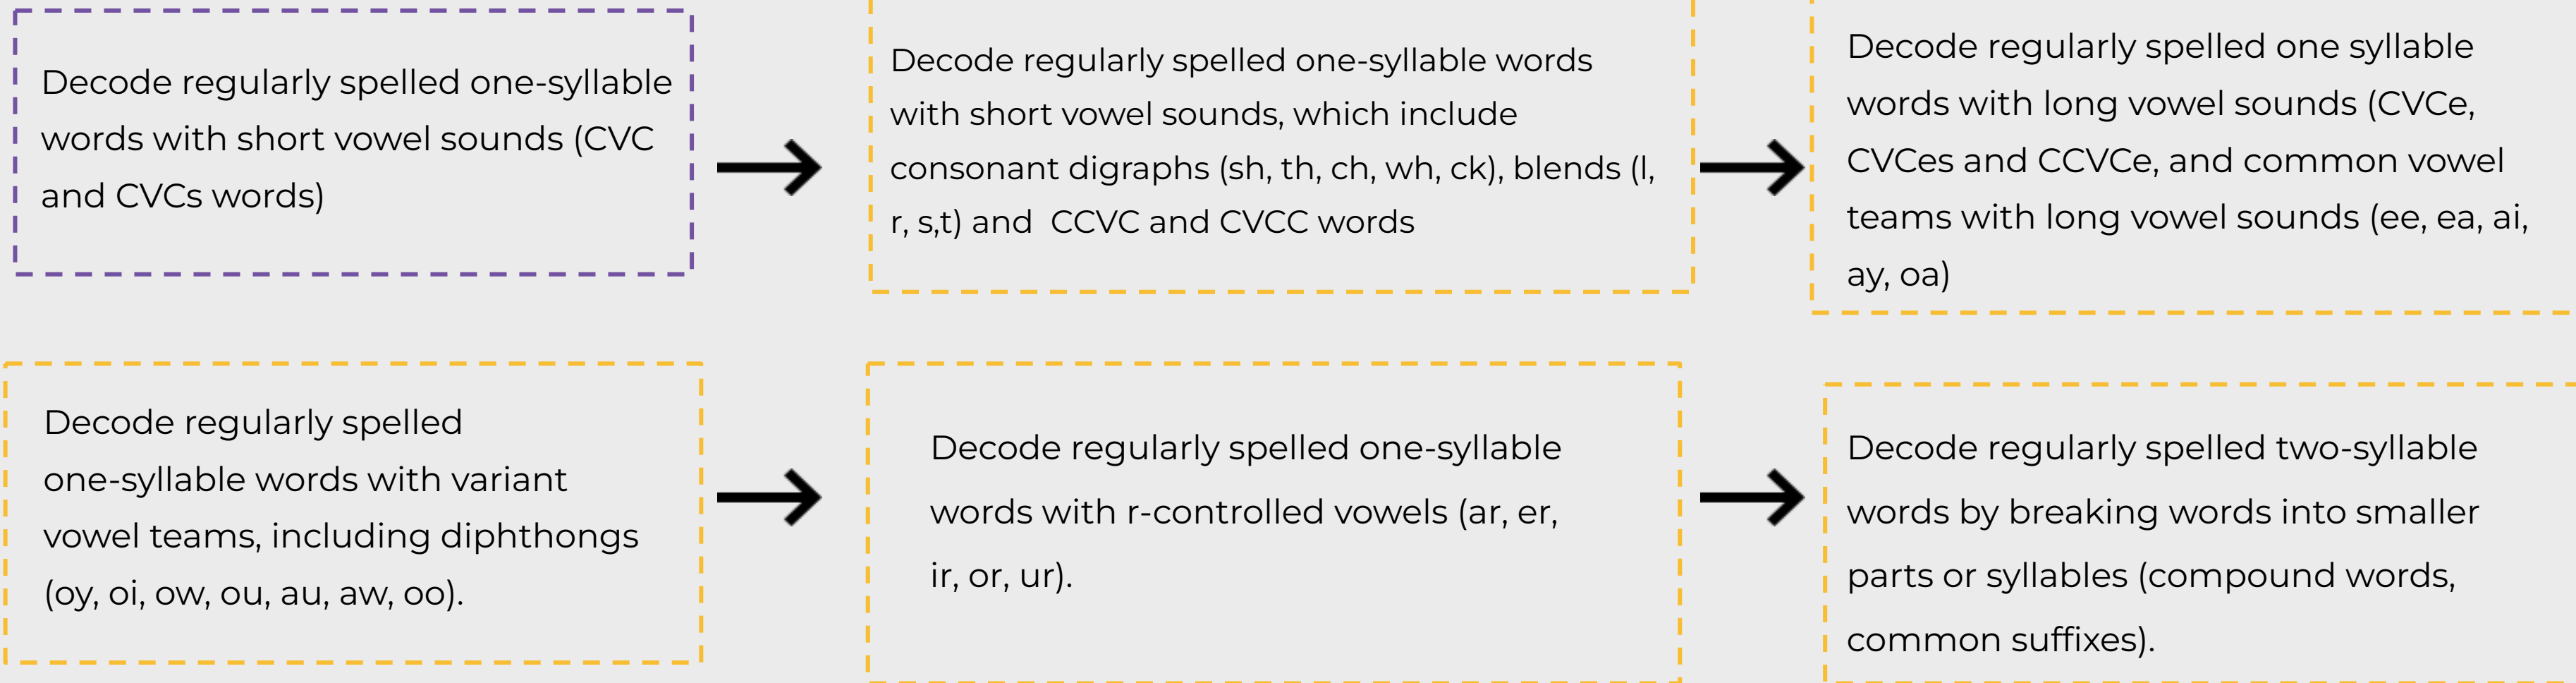 Decode regularly spelled one-syllable
words with short vowel sounds (CVC
and CVCs words)
Decode regularly spelled one-syllable words
with short vowel sounds, which include
consonant digraphs (sh, th, ch, wh, ck), blends (l,
r, s,t) and  CCVC and CVCC words
Decode regularly spelled one syllable
words with long vowel sounds (CVCe,
CVCes and CCVCe, and common vowel
teams with long vowel sounds (ee, ea, ai,
ay, oa)
Decode regularly spelled
one-syllable words with variant
vowel teams, including diphthongs
(oy, oi, ow, ou, au, aw, oo).
Decode regularly spelled one-syllable
words with r-controlled vowels (ar, er,
ir, or, ur).
Decode regularly spelled two-syllable
words by breaking words into smaller
parts or syllables (compound words,
common suffixes).